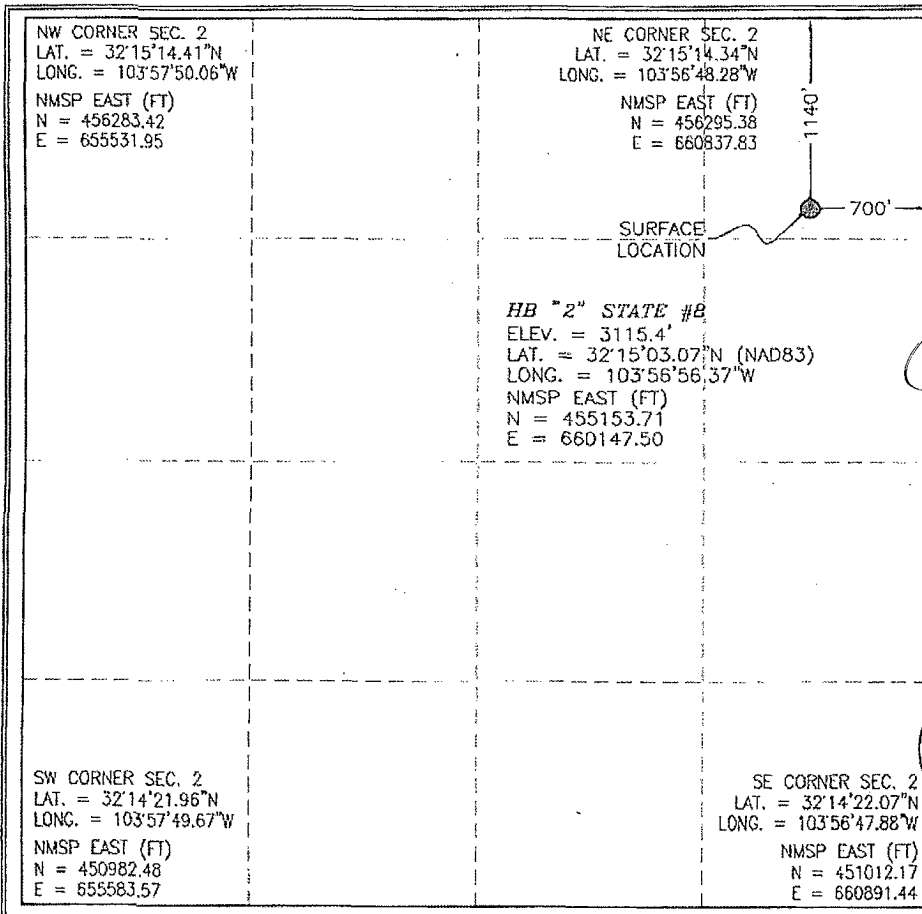 NW CORNER SEC. 2
LAT. = 32°15'14.41"N
LONG. = 103°57'50.06"W
NMSP EAST (FT)
N = 456283.42
E = 655531.95
NE CORNER SEC. 2
LAT. = 32°15'14.34"N
LONG. = 103°56'48.28"W
NMSP EAST (FT)
N = 456295.38
E = 660837.83
1140'
700'
SURFACE
LOCATION
HB "2" STATE #8
ELEV. = 3115.4'
LAT. = 32°15'03.07"N (NAD83)
LONG. = 103°56'56.37"W
NMSP EAST (FT)
N = 455153.71
E = 660147.50
SW CORNER SEC. 2
LAT. = 32°14'21.96"N
LONG. = 103°57'49.67"W
NMSP EAST (FT)
N = 450982.48
E = 655583.57
SE CORNER SEC. 2
LAT. = 32°14'22.07"N
LONG. = 103°56'47.88"W
NMSP EAST (FT)
N = 451012.17
E = 660891.44